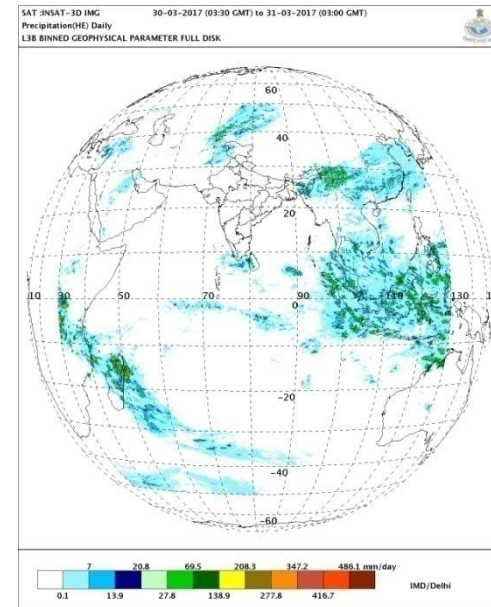 SAT :INSAT-3D IMG 30-03-2017 (03:30 GMT) to 31-03-2017 (03:00 GMT)
Precipitation(HE) Daily
L3B BINNED GEOPHYSICAL PARAMETER FULL DISK
60
40
20
10 30 50 70 0 90 110 130
-20
-40
-60
7 20.8 69.5 208.3 347.2 486.1 mm/day
0.1 13.9 27.8 138.9 277.8 416.7
IMD/Delhi